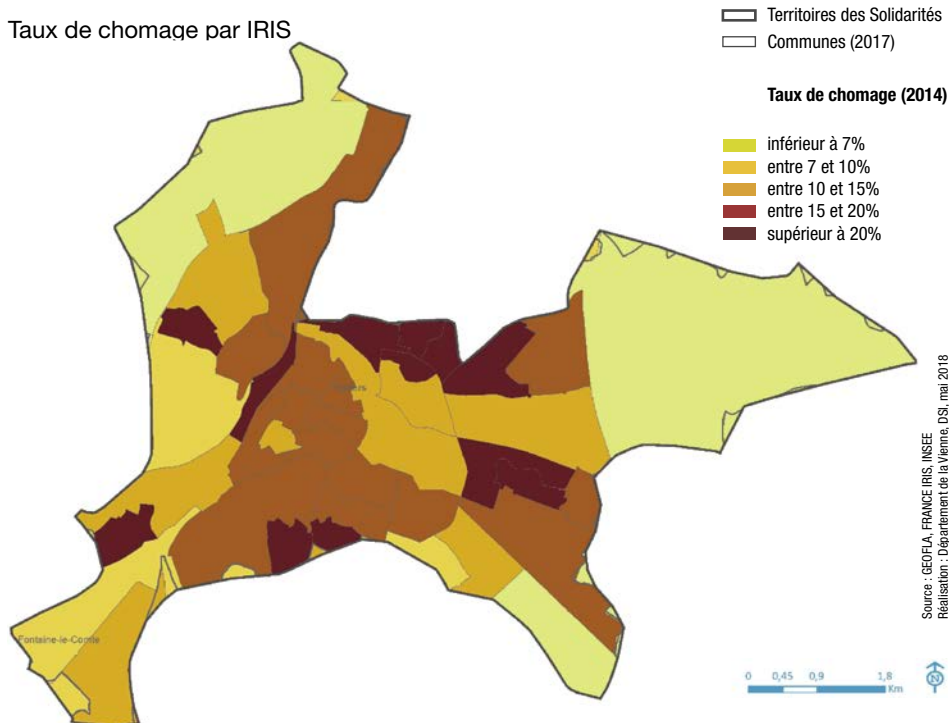 Taux de chomage par IRIS
Territoires des Solidarités
Communes (2017)
Taux de chomage (2014)
inférieur à 7%
entre 7 et 10%
entre 10 et 15%
entre 15 et 20%
supérieur à 20%
Fontaine-le-Comte
Source : GEOFLA, FRANCE IRIS, INSEE
Réalisation : Département de la Vienne, DSI, mai 2018
0 0,45 0,9 1,8
Km
N